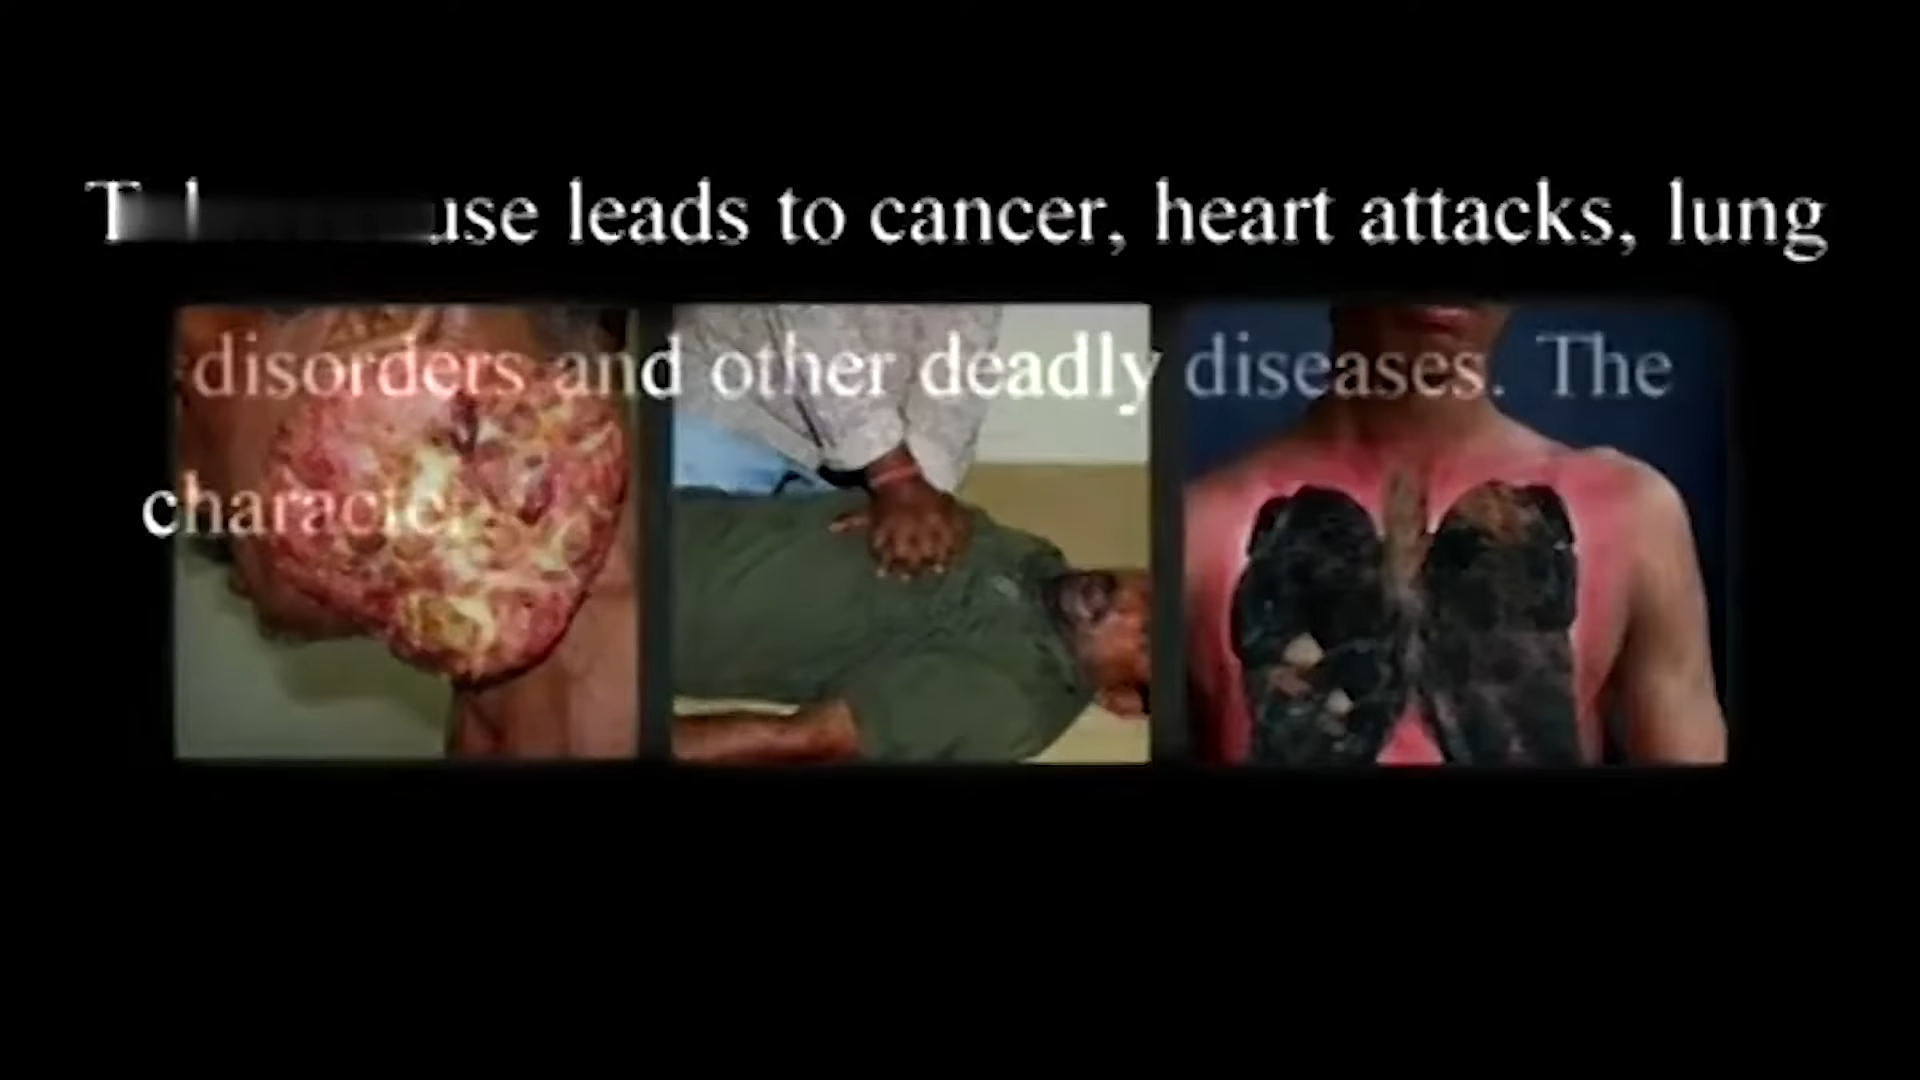 use leads to cancer, heart attacks, lung
disorders and other deadly diseases. The